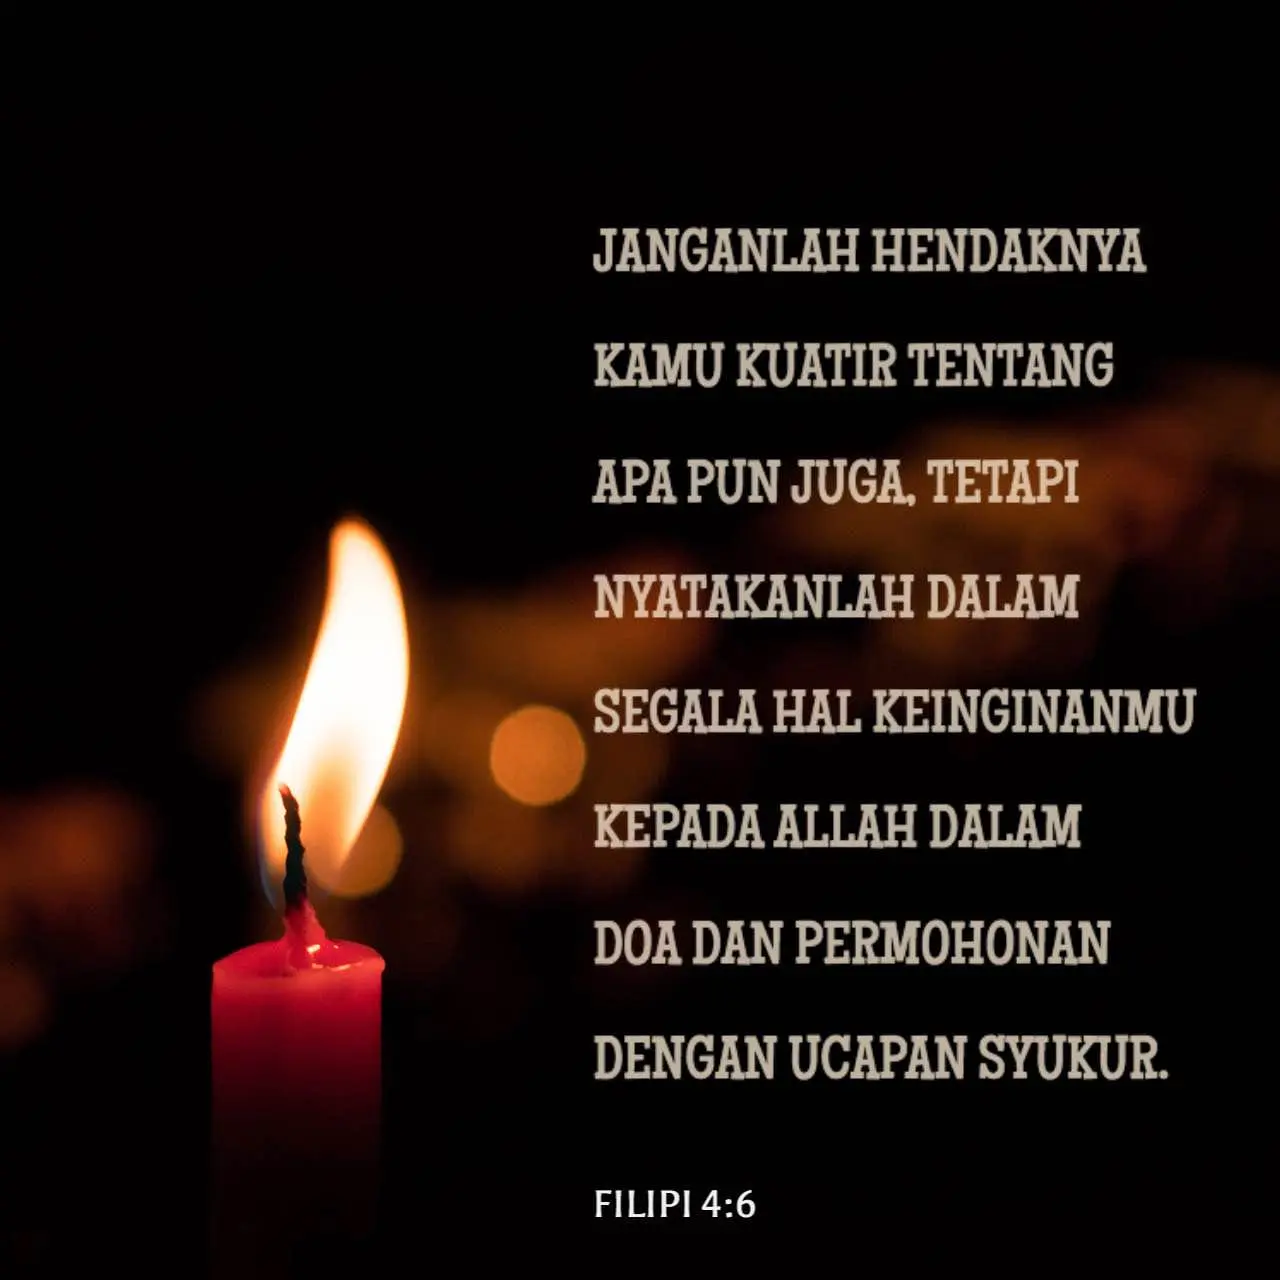 JANGANLAH HENDAKNYA
KAMU KUATIR TENTANG
APA PUN JUGA, TETAPI
NYATAKANLAH DALAM
SEGALA HAL KEINGINANMU
KEPADA ALLAH DALAM
DOA DAN PERMOHONAN
DENGAN UCAPAN SYUKUR.
FILIPI 4:6